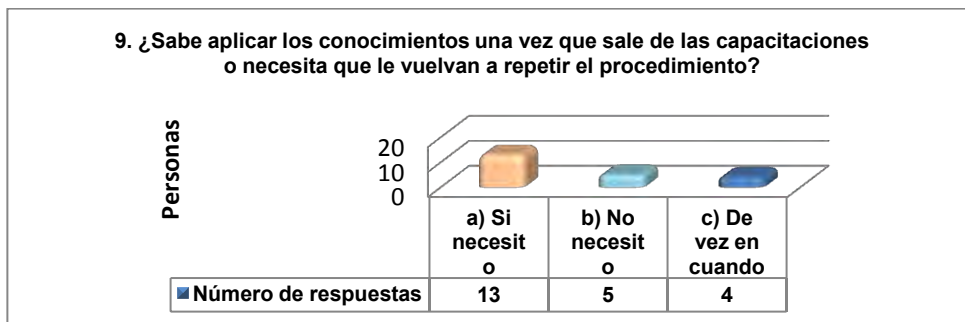 9. ¿Sabe aplicar los conocimientos una vez que sale de las capacitaciones
o necesita que le vuelvan a repetir el procedimiento?
Personas
20
10
0
a) Si
necesit
o
b) No
necesit
o
c) De
vez en
cuando
Número de respuestas 13 5 4